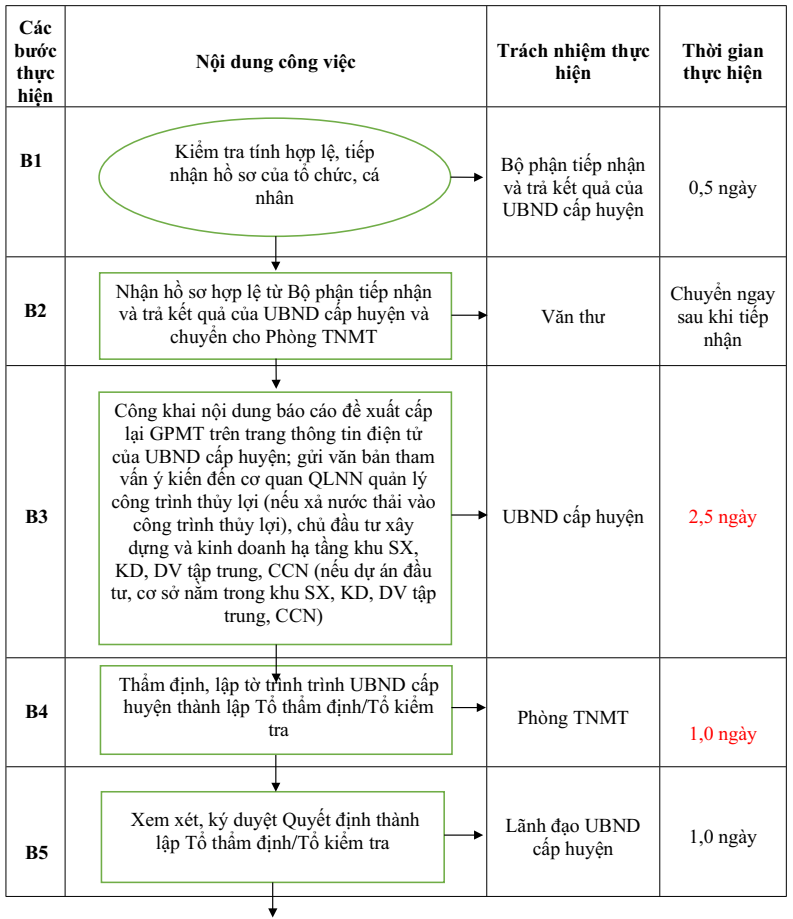 Các
bước
thực
hiện
Nội dung công việc
Trách nhiệm thực
hiện
Thời gian
thực hiện
B1
Kiểm tra tính hợp lệ, tiếp
nhận hồ sơ của tổ chức, cá
nhân
Bộ phận tiếp nhận
và trả kết quả của
UBND cấp huyện
0,5 ngày
B2
Nhận hồ sơ hợp lệ từ Bộ phận tiếp nhận
và trả kết quả của UBND cấp huyện và
chuyển cho Phòng TNMT
Văn thư
Chuyển ngay
sau khi tiếp
nhận
B3
Công khai nội dung báo cáo đề xuất cấp
lại GPMT trên trang thông tin điện tử
của UBND cấp huyện; gửi văn bản tham
vấn ý kiến đến cơ quan QLNN quản lý
công trình thủy lợi (nếu xả nước thải vào
công trình thủy lợi), chủ đầu tư xây
dựng và kinh doanh hạ tầng khu SX,
KD, DV tập trung, CCN (nếu dự án đầu
tư, cơ sở nằm trong khu SX, KD, DV tập
trung, CCN)
UBND cấp huyện
2,5 ngày
B4
Thẩm định, lập tờ trình trình UBND cấp
huyện thành lập Tổ thẩm định/Tổ kiểm
tra
Phòng TNMT
1,0 ngày
B5
Xem xét, ký duyệt Quyết định thành
lập Tổ thẩm định/Tổ kiểm tra
Lãnh đạo UBND
cấp huyện
1,0 ngày